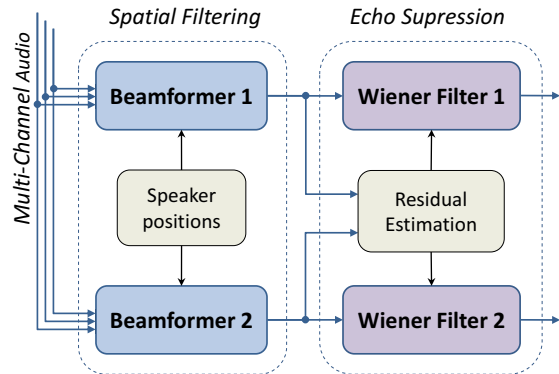 Spatial Filtering
Echo Supression
Multi-Channel Audio
Beamformer 1
Wiener Filter 1
Speaker
positions
Residual
Estimation
Beamformer 2
Wiener Filter 2